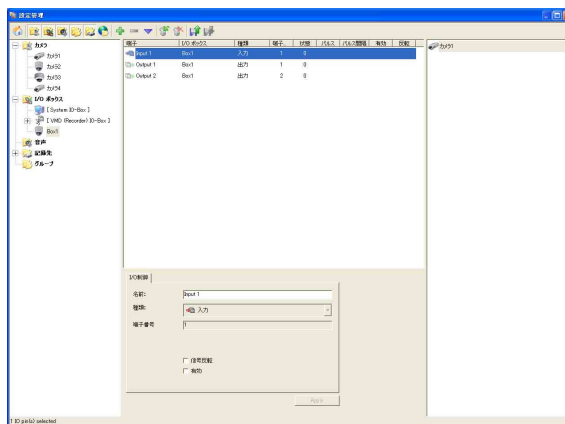 設定管理
カメラ
カメラ1
カメラ2
カメラ3
カメラ4
I/O ボックス
[ System IO-Box ]
[ VMD (Recorder) IO-Box ]
Box1
音声
記録先
グループ
端子 I/O ボックス 種類 端子.. 状態 パルス パルス間隔 有効 反転
Input 1 Box1 入力 1 0
Output 1 Box1 出力 1 0
Output 2 Box1 出力 2 0
カメラ1
I/O制御
名前: Input 1
種類: 入力
端子番号 1
信号反転
有効
Apply
1 IO pin(s) selected